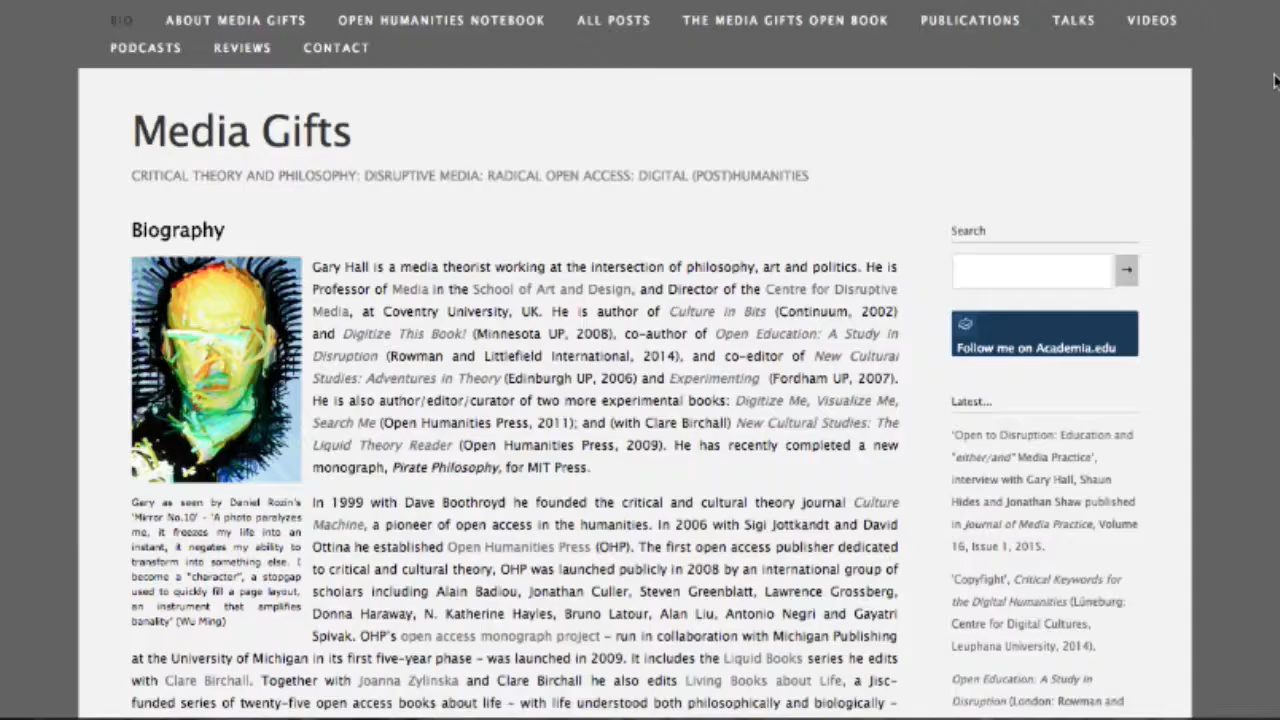 BIO ABOUT MEDIA GIFTS OPEN HUMANITIES NOTEBOOK ALL POSTS THE MEDIA GIFTS OPEN BOOK PUBLICATIONS TALKS VIDEOS
PODCASTS REVIEWS CONTACT
Media Gifts
CRITICAL THEORY AND PHILOSOPHY: DISRUPTIVE MEDIA: RADICAL OPEN ACCESS: DIGITAL (POST)HUMANITIES
Biography
Gary Hall is a media theorist working at the intersection of philosophy, art and politics. He is
Professor of Media in the School of Art and Design, and Director of the Centre for Disruptive
Media, at Coventry University, UK. He is author of Culture in Bits (Continuum, 2002)
and Digitize This Book! (Minnesota UP, 2008), co-author of Open Education: A Study in
Disruption (Rowman and Littlefield International, 2014), and co-editor of New Cultural
Studies: Adventures in Theory (Edinburgh UP, 2006) and Experimenting (Fordham UP, 2007).
He is also author/editor/curator of two more experimental books: Digitize Me, Visualize Me,
Search Me (Open Humanities Press, 2011); and (with Clare Birchall) New Cultural Studies: The
Liquid Theory Reader (Open Humanities Press, 2009). He has recently completed a new
monograph, Pirate Philosophy, for MIT Press.
Gary as seen by Daniel Rozin's
'Mirror No.10' - 'A photo paralyzes
me, it freezes my life into an
instant, it negates my ability to
transform into something else. I
become a "character", a stopgap
used to quickly fill a page layout,
an instrument that amplifies
banality' (Wu Ming)
In 1999 with Dave Boothroyd he founded the critical and cultural theory journal Culture
Machine, a pioneer of open access in the humanities. In 2006 with Sigi Jottkandt and David
Ottina he established Open Humanities Press (OHP). The first open access publisher dedicated
to critical and cultural theory, OHP was launched publicly in 2008 by an international group of
scholars including Alain Badiou, Jonathan Culler, Steven Greenblatt, Lawrence Grossberg,
Donna Haraway, N. Katherine Hayles, Bruno Latour, Alan Liu, Antonio Negri and Gayatri
Spivak. OHP's open access monograph project – run in collaboration with Michigan Publishing
at the University of Michigan in its first five-year phase – was launched in 2009. It includes the Liquid Books series he edits
with Clare Birchall. Together with Joanna Zylinska and Clare Birchall he also edits Living Books about Life, a Jisc-
funded series of twenty-five open access books about life – with life understood both philosophically and biologically –
Search
→
Follow me on Academia.edu
Latest...
'Open to Disruption: Education and
"either/and" Media Practice',
interview with Gary Hall, Shaun
Hides and Jonathan Shaw published
in Journal of Media Practice, Volume
16, Issue 1, 2015.
'Copyright', Critical Keywords for
the Digital Humanities (Lüneburg:
Centre for Digital Cultures,
Leuphana University, 2014).
Open Education: A Study in
Disruption (London: Rowman and